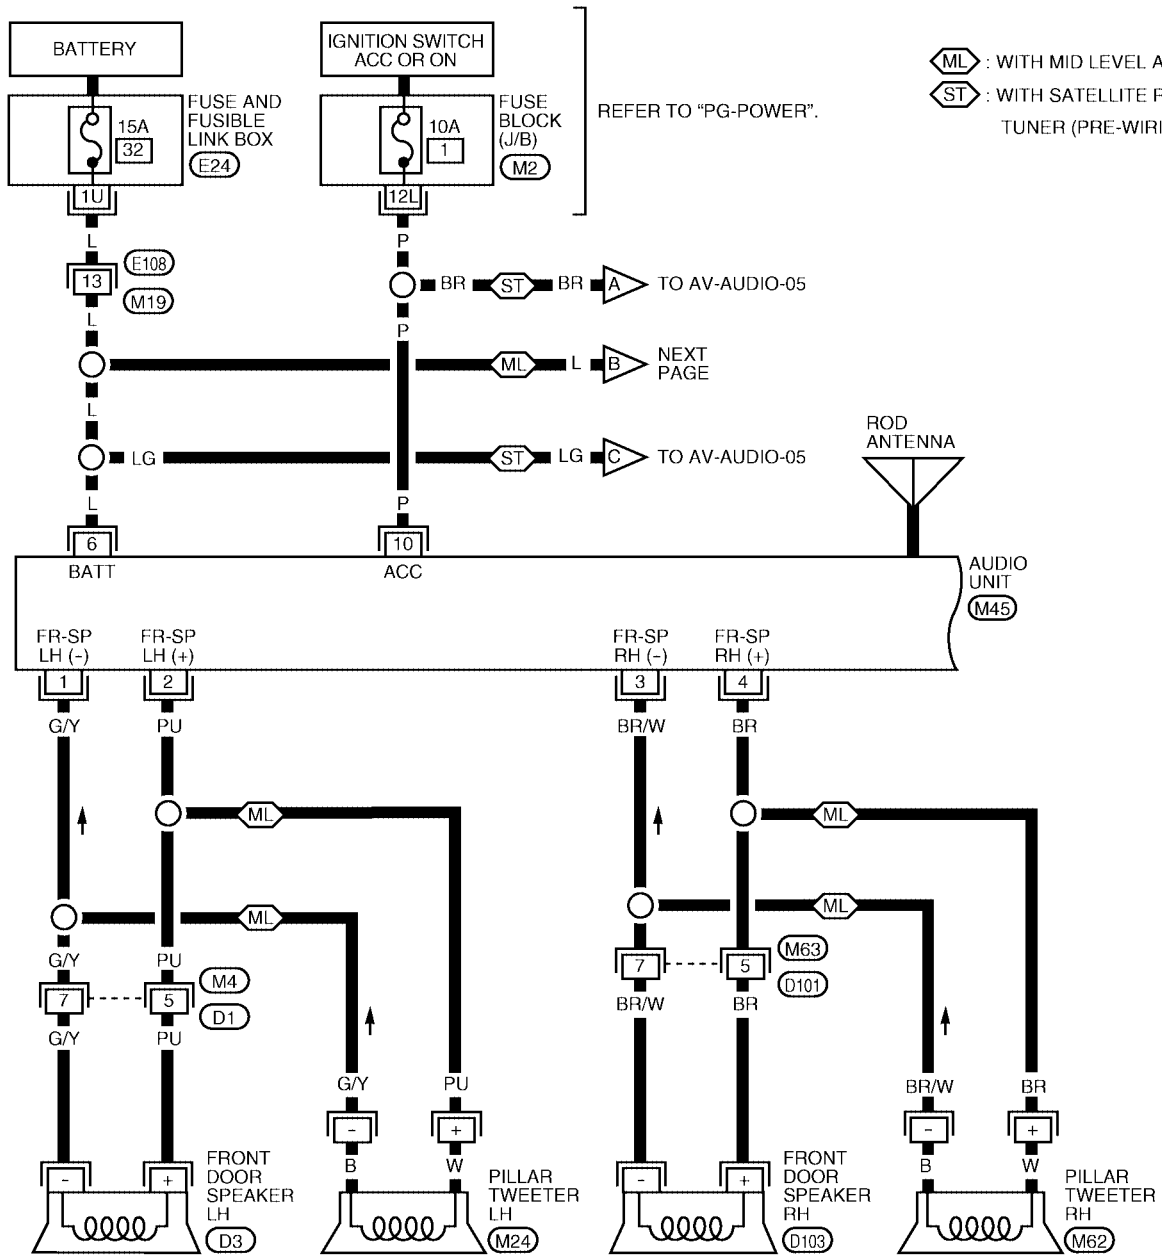 BATTERY
IGNITION SWITCH
ACC OR ON
ML : WITH MID LEVEL A
ST : WITH SATELLITE
TUNER (PRE-WIRI
15A
32
FUSE AND
FUSIBLE
LINK BOX
E24
10A
1
FUSE
BLOCK
(J/B)
M2
REFER TO “PG-POWER”.
1U
12L
L
P
13
E108
M19
BR
ST
BR
A
TO AV-AUDIO-05
L
P
ML
L
B
NEXT
PAGE
L
LG
ST
LG
C
TO AV-AUDIO-05
ROD
ANTENNA
L
P
6
10
BATT
ACC
AUDIO
UNIT
M45
FR-SP
LH (-)
FR-SP
LH (+)
FR-SP
RH (-)
FR-SP
RH (+)
1
2
3
4
G/Y
PU
BR/W
BR
ML
ML
ML
ML
G/Y
PU
7
5
M4
D1
7
5
M63
D101
G/Y
PU
BR/W
BR
G/Y
PU
BR/W
BR
-
+
-
+
B
W
B
W
-
+
FRONT
DOOR
SPEAKER
LH
D3
PILLAR
TWEETER
LH
M24
-
+
FRONT
DOOR
SPEAKER
RH
D103
PILLAR
TWEETER
RH
M62